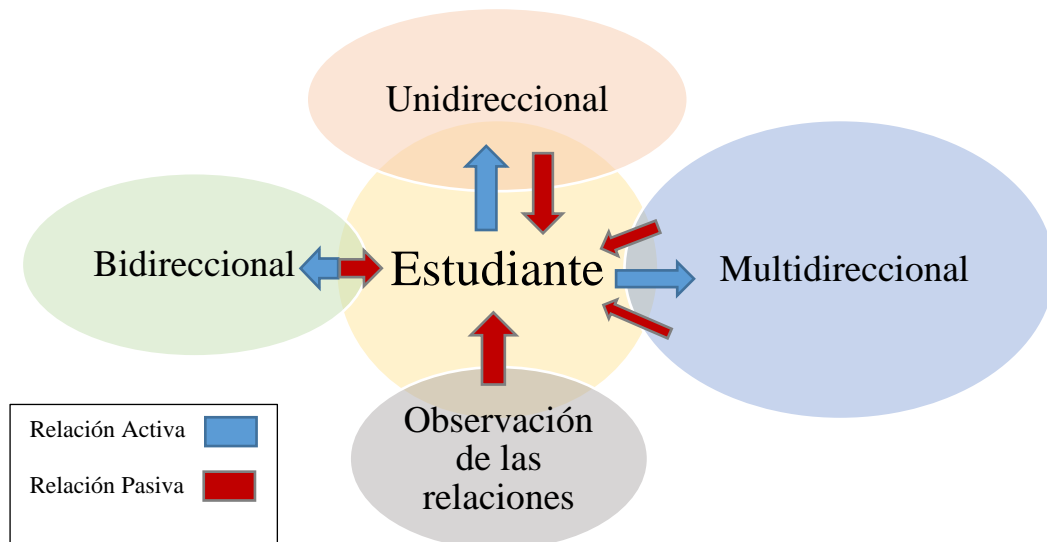 Unidireccional
Bidireccional
Estudiante
Multidireccional
Observación
de las
relaciones
Relación Activa
Relación Pasiva